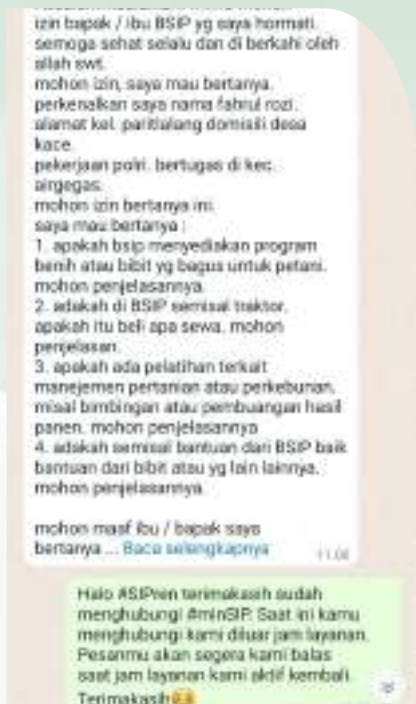 izin bapak / ibu BSIP yg saya hormati.
semoga sehat selalu dan di berkahi oleh
allah swt.
mohon izin, saya mau bertanya.
perkenalkan saya nama fahrul rozi.
alamat kel. paritlalang domisili desa
kace.
pekerjaan polri. bertugas di kec.
airgegas.
mohon izin bertanya ini.
saya mau bertanya :
1. apakah bsip menyediakan program
benih atau bibit yg bagus untuk petani.
mohon penjelasannya.
2. adakah di BSIP semisal traktor.
apakah itu beli apa sewa. mohon
penjelasan.
3. apakah ada pelatihan terkait
manejemen pertanian atau perkebunan.
misal bimbingan atau pembuangan hasil
panen. mohon penjelasannya
4. adakah semisal bantuan dari BSIP baik
bantuan dari bibit atau yg lain lainnya.
mohon penjelasannya.
mohon maaf ibu / bapak saya
bertanya ... Baca selengkapnya
11.08
Halo #SIPren terimakasih sudah
menghubungi #minSIP. Saat ini kamu
menghubungi kami diluar jam layanan.
Pesanmu akan segera kami balas
saat jam layanan kami aktif kembali.
Terimakasih